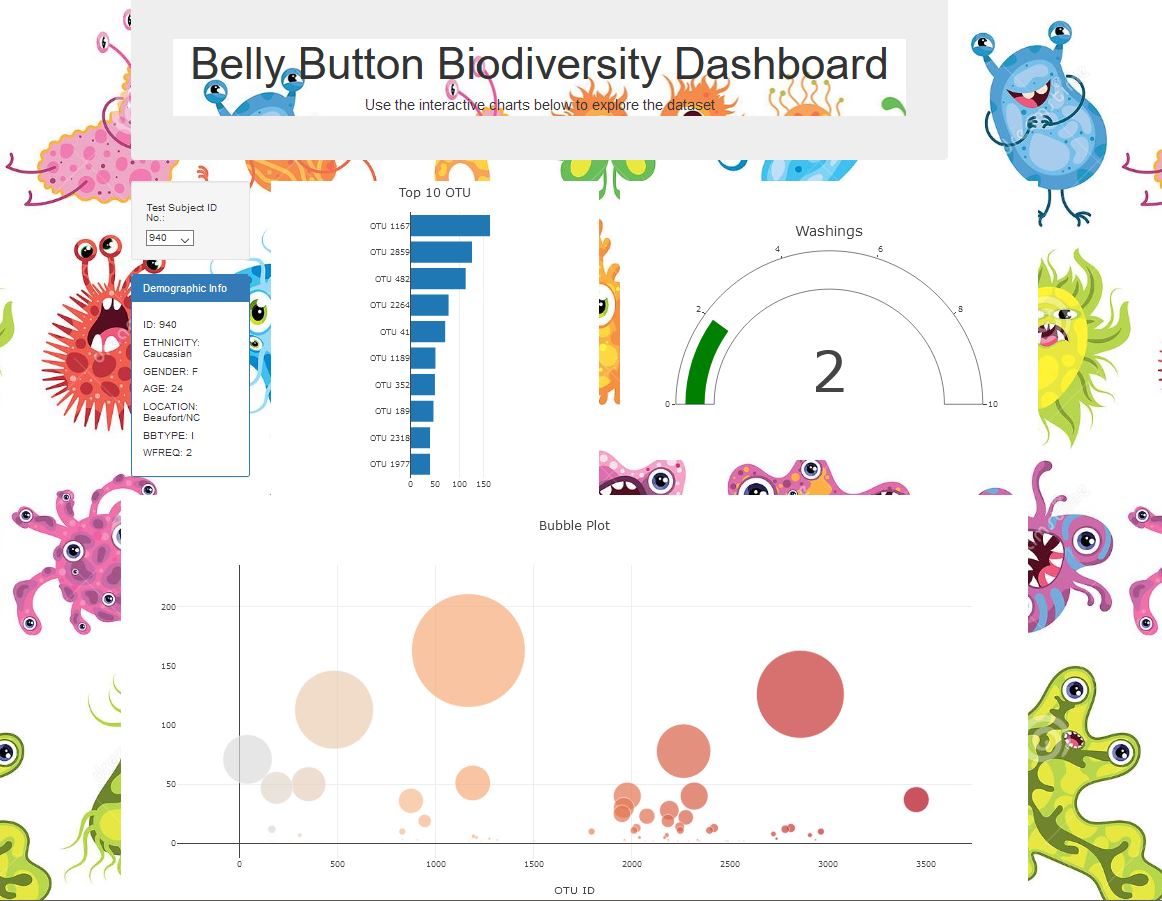 Belly Button Biodiversity Dashboard
Use the interactive charts below to explore the dataset
Test Subject ID
No.:
940
Demographic Info
ID: 940
ETHNICITY:
Caucasian
GENDER: F
AGE: 24
LOCATION:
Beaufort/NC
BBTYPE: I
WFREQ: 2
Top 10 OTU
OTU 1167
OTU 2859
OTU 482
OTU 2264
OTU 41
OTU 1189
OTU 352
OTU 189
OTU 2318
OTU 1977
0 50 100 150
Washings
0
2
4
6
8
10
2
Bubble Plot
200
150
100
50
0
0 500 1000 1500 2000 2500 3000 3500
OTU ID